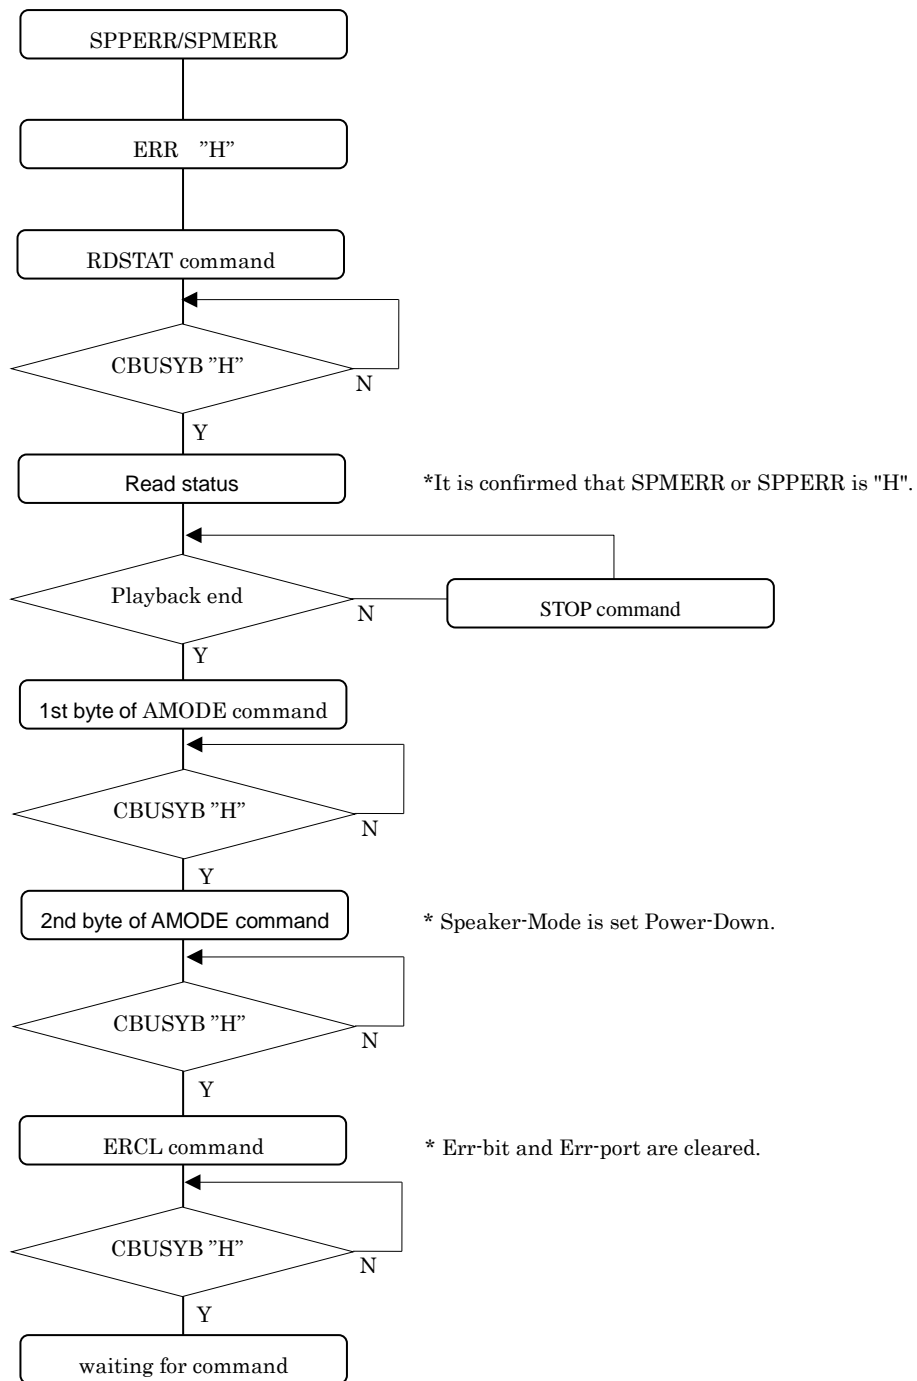 SPPERR/SPMERR
ERR ”H”
RDSTAT command
CBUSYB ”H”
N
Y
Read status
*It is confirmed that SPMERR or SPPERR is "H".
Playback end
N
STOP command
Y
1st byte of AMODE command
CBUSYB ”H”
N
Y
2nd byte of AMODE command
* Speaker-Mode is set Power-Down.
CBUSYB ”H”
N
Y
ERCL command
* Err-bit and Err-port are cleared.
CBUSYB ”H”
N
Y
waiting for command